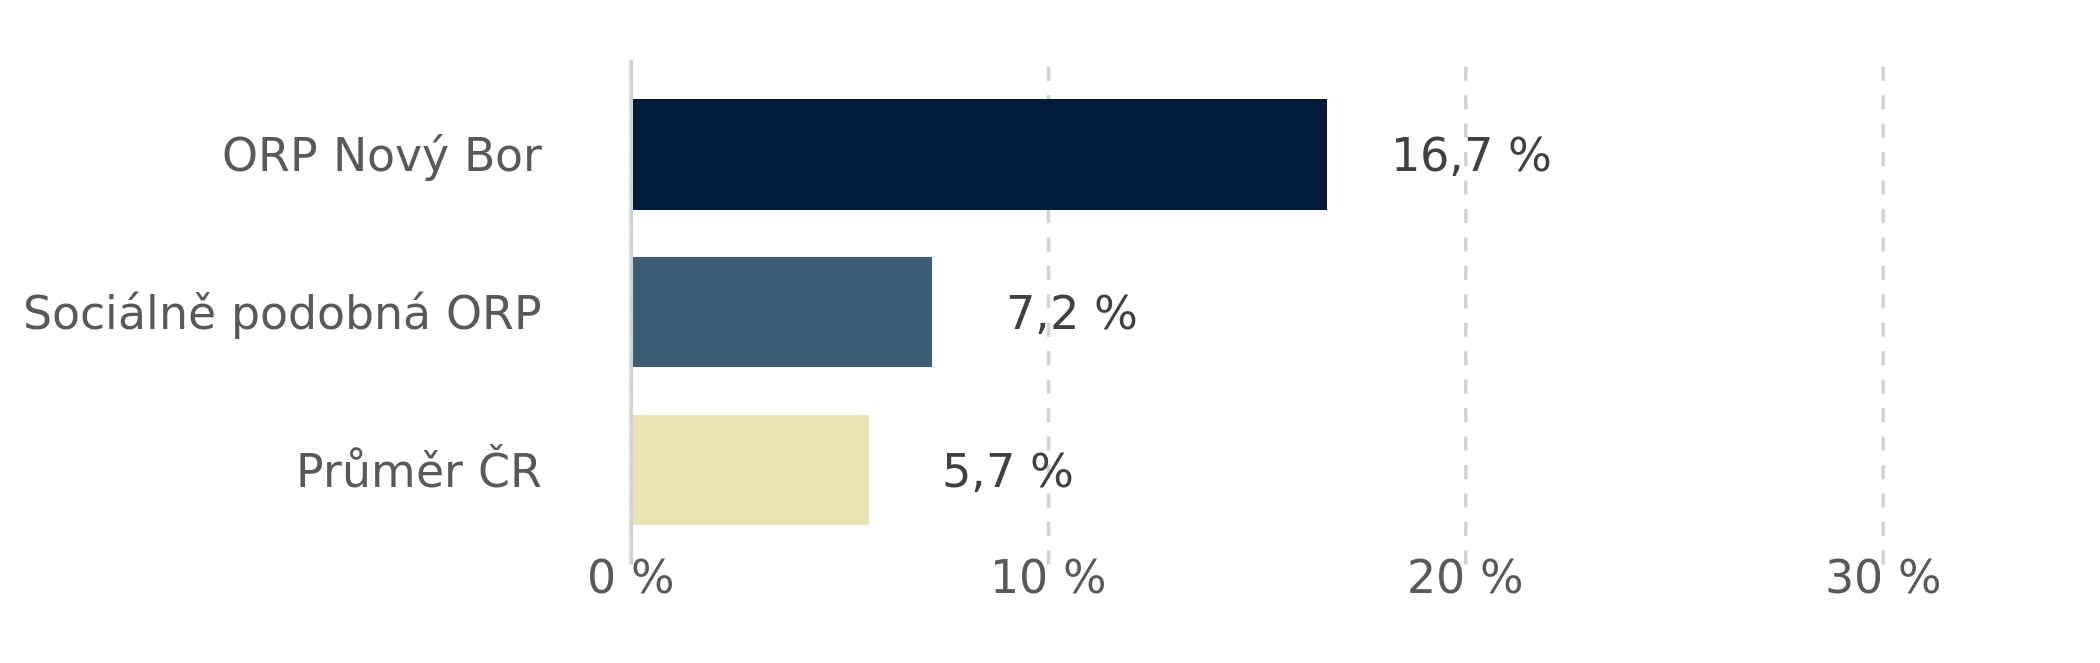 ORP Nový Bor 16,7 %
Sociálně podobná ORP 7,2 %
Průměr ČR 5,7 %
0 % 10 % 20 % 30 %